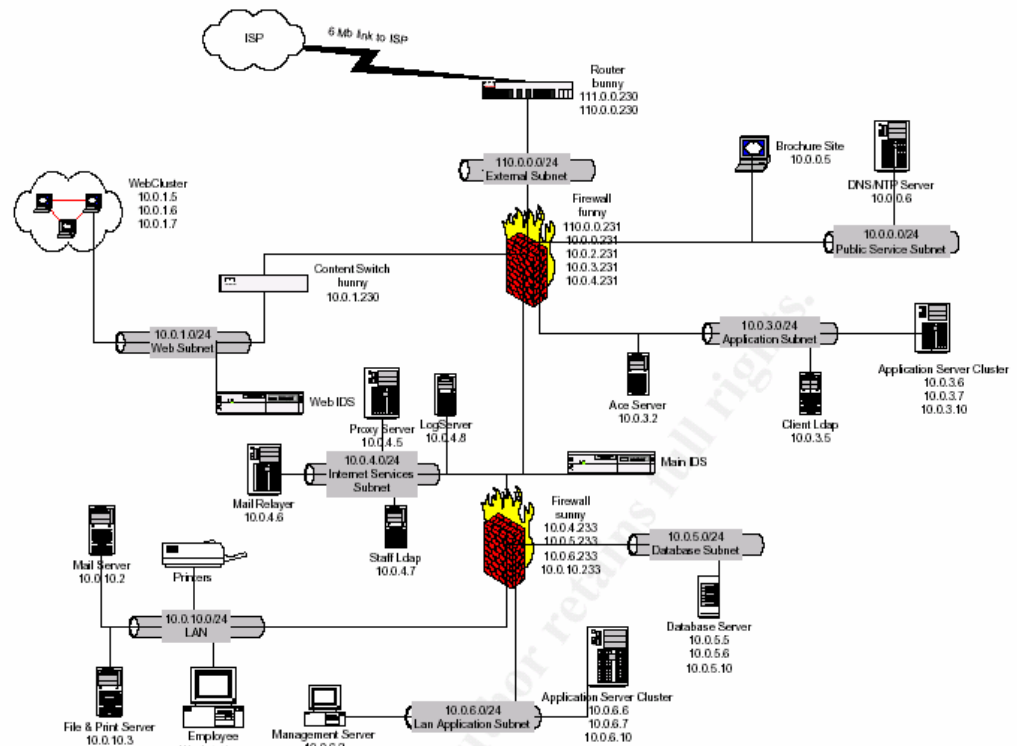 ISP
6 Mb link to ISP
Router
bunny
111.0.0.230
110.0.0.230
110.0.0.0/24
External Subnet
Brochure Site
10.0.0.5
DNS/NTP Server
10.0.0.6
WebCluster
10.0.1.5
10.0.1.6
10.0.1.7
Firewall
funny
110.0.0.231
10.0.0.231
10.0.2.231
10.0.3.231
10.0.4.231
10.0.0.0/24
Public Service Subnet
Content Switch
hunny
10.0.1.230
10.0.1.0/24
Web Subnet
10.0.3.0/24
Application Subnet
Application Server Cluster
10.0.3.6
10.0.3.7
10.0.3.10
Web IDS
Ace Server
10.0.3.2
Client Ldap
10.0.3.5
Proxy Server
10.0.4.5
LogServer
10.0.4.8
10.0.4.0/24
Internet Services
Subnet
Main IDS
Mail Relayer
10.0.4.6
Staff Ldap
10.0.4.7
Firewall
sunny
10.0.4.233
10.0.5.233
10.0.6.233
10.0.10.233
10.0.5.0/24
Database Subnet
Mail Server
10.0.10.2
Printers
10.0.10.0/24
LAN
Database Server
10.0.5.5
10.0.5.6
10.0.5.10
File & Print Server
10.0.10.3
Employee
Management Server
10.0.6.0/24
Lan Application Subnet
Application Server Cluster
10.0.6.6
10.0.6.7
10.0.6.10
author retains full rights.